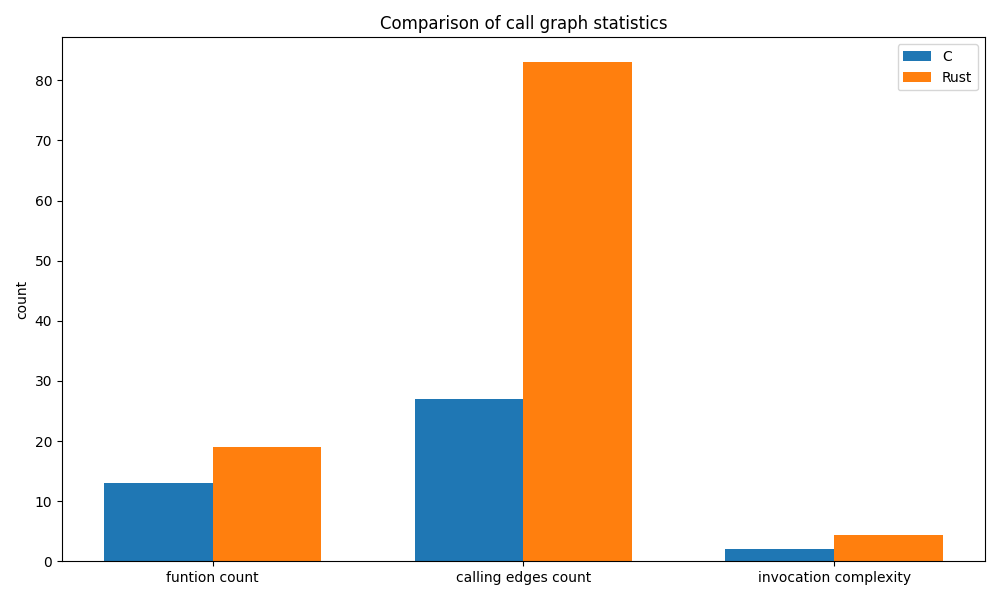 Comparison of call graph statistics
C
Rust
count
80
70
60
50
40
30
20
10
0
funtion count
calling edges count
invocation complexity